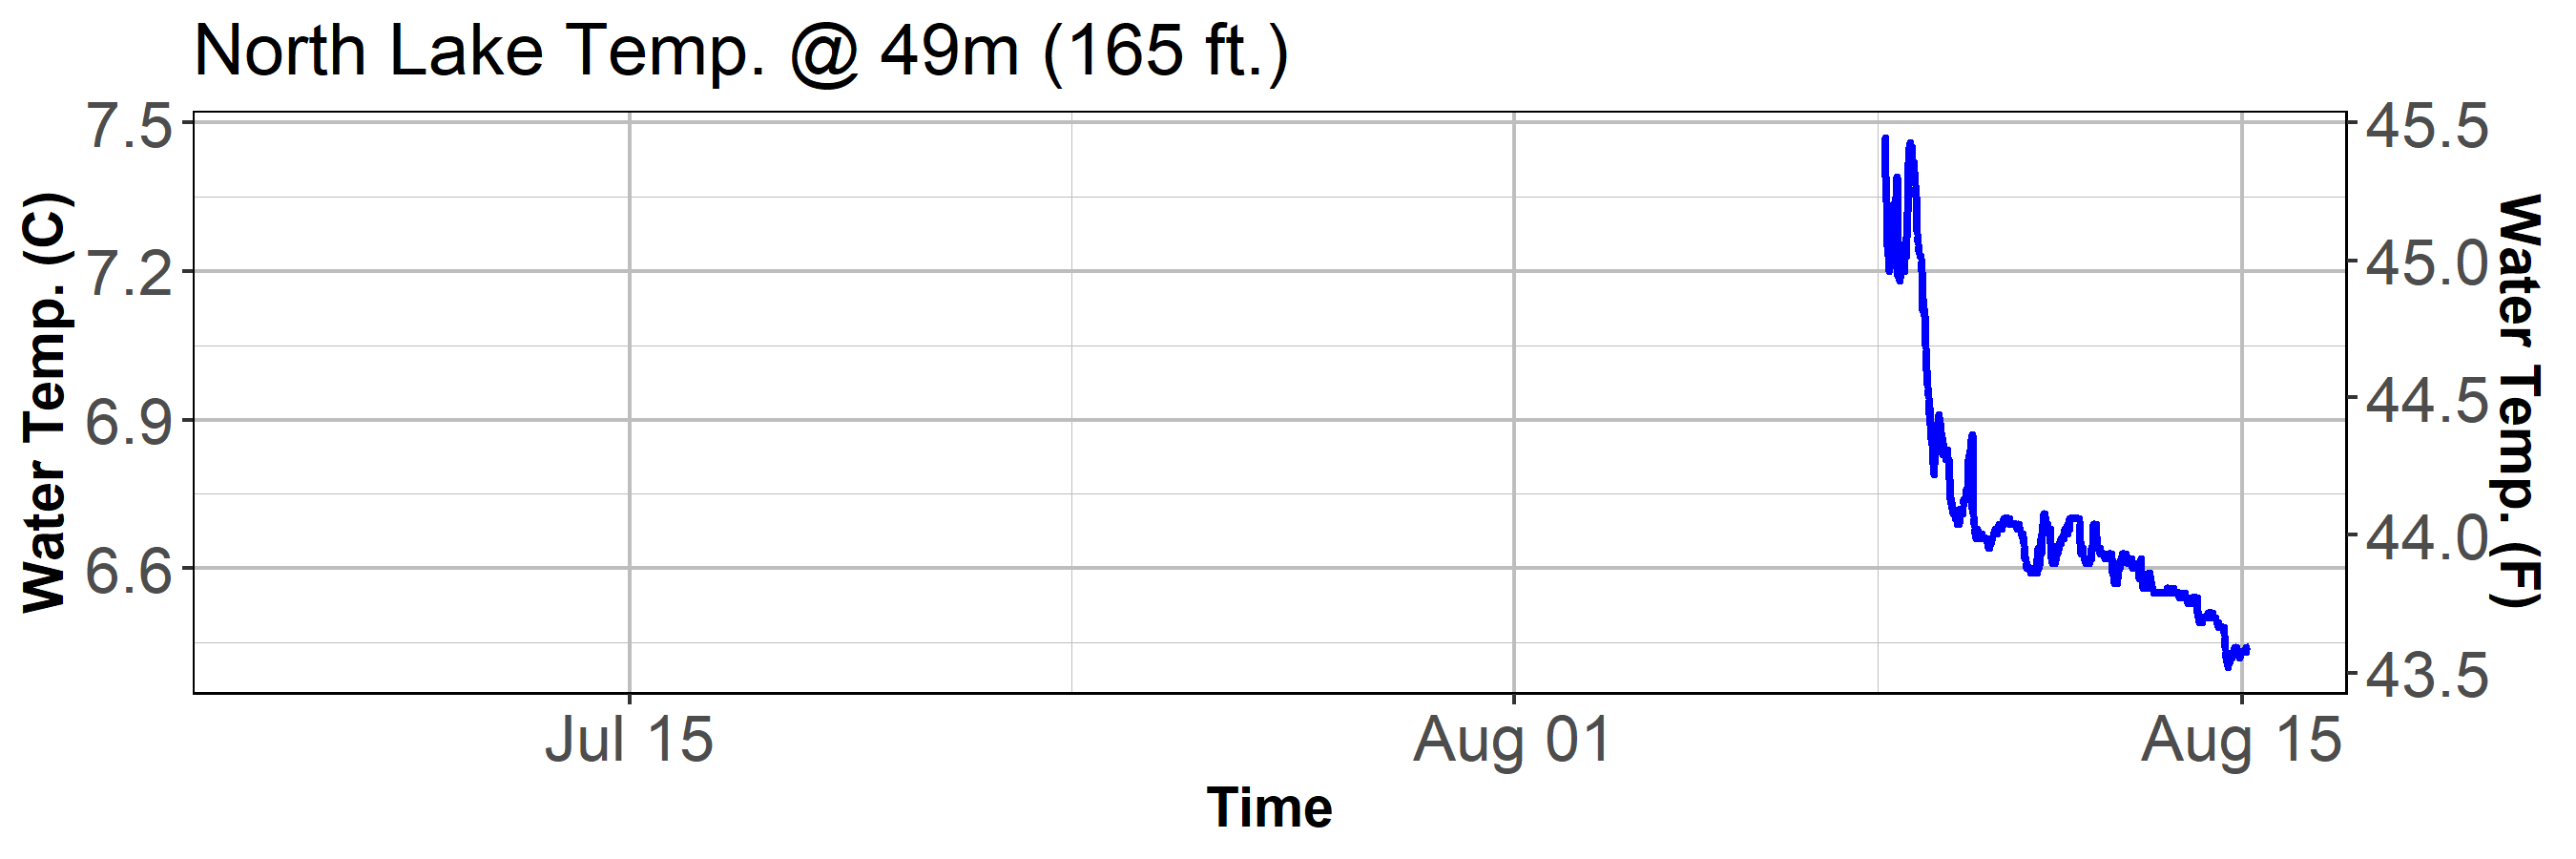 North Lake Temp. @ 49m (165 ft.)
Water Temp. (C)
7.5
7.2
6.9
6.6
45.5
45.0
44.5
44.0
43.5
Water Temp. (F)
Jul 15
Aug 01
Aug 15
Time